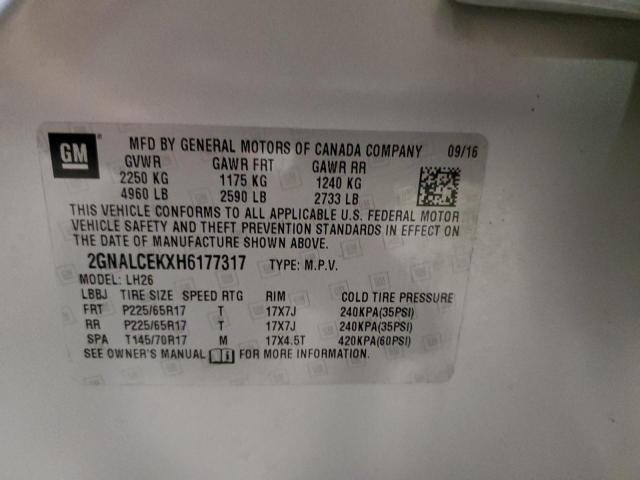 GM
MFD BY GENERAL MOTORS OF CANADA COMPANY 09/16
GVWR GAWR FRT GAWR RR
2250 KG 1175 KG 1240 KG
4960 LB 2590 LB 2733 LB
THIS VEHICLE CONFORMS TO ALL APPLICABLE U.S. FEDERAL MOTOR
VEHICLE SAFETY AND THEFT PREVENTION STANDARDS IN EFFECT ON
THE DATE OF MANUFACTURE SHOWN ABOVE.
2GNALCEKXH6177317 TYPE: M.P.V.
MODEL: LH26
LBBJ TIRE SIZE SPEED RTG RIM COLD TIRE PRESSURE
FRT P225/65R17 T 17X7J 240KPA(35PSI)
RR P225/65R17 T 17X7J 240KPA(35PSI)
SPA T145/70R17 M 17X4.5T 420KPA(60PSI)
SEE OWNER'S MANUAL FOR MORE INFORMATION.